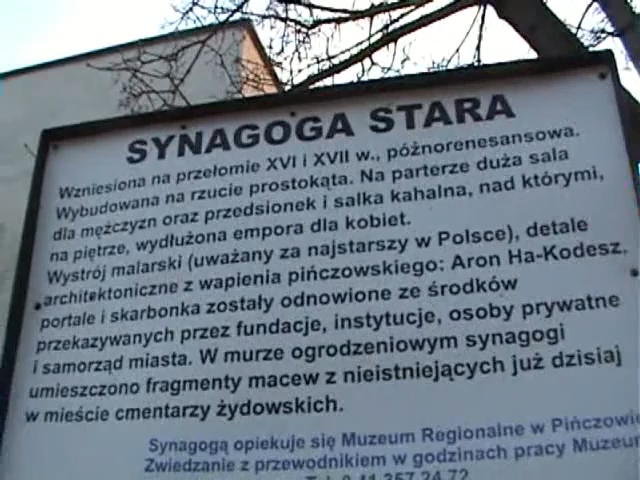 SYNAGOGA STARA
Wzniesiona na przełomie XVI i XVII w., późnorenesansowa.
Wybudowana na rzucie prostokąta. Na parterze duża sala
dla mężczyzn oraz przedsionek i salka kahalna, nad którymi,
na piętrze, wydłużona empora dla kobiet.
Wystrój malarski (uważany za najstarszy w Polsce), detale
architektoniczne z wapienia pińczowskiego: Aron Ha-Kodesz,
portale i skarbonka zostały odnowione ze środków
przekazywanych przez fundacje, instytucje, osoby prywatne
i samorząd miasta. W murze ogrodzeniowym synagogi
umieszczono fragmenty macew z nieistniejących już dzisiaj
w mieście cmentarzy żydowskich.
Synagogą opiekuje się Muzeum Regionalne w Pińczowie
Zwiedzanie z przewodnikiem w godzinach pracy Muzeum